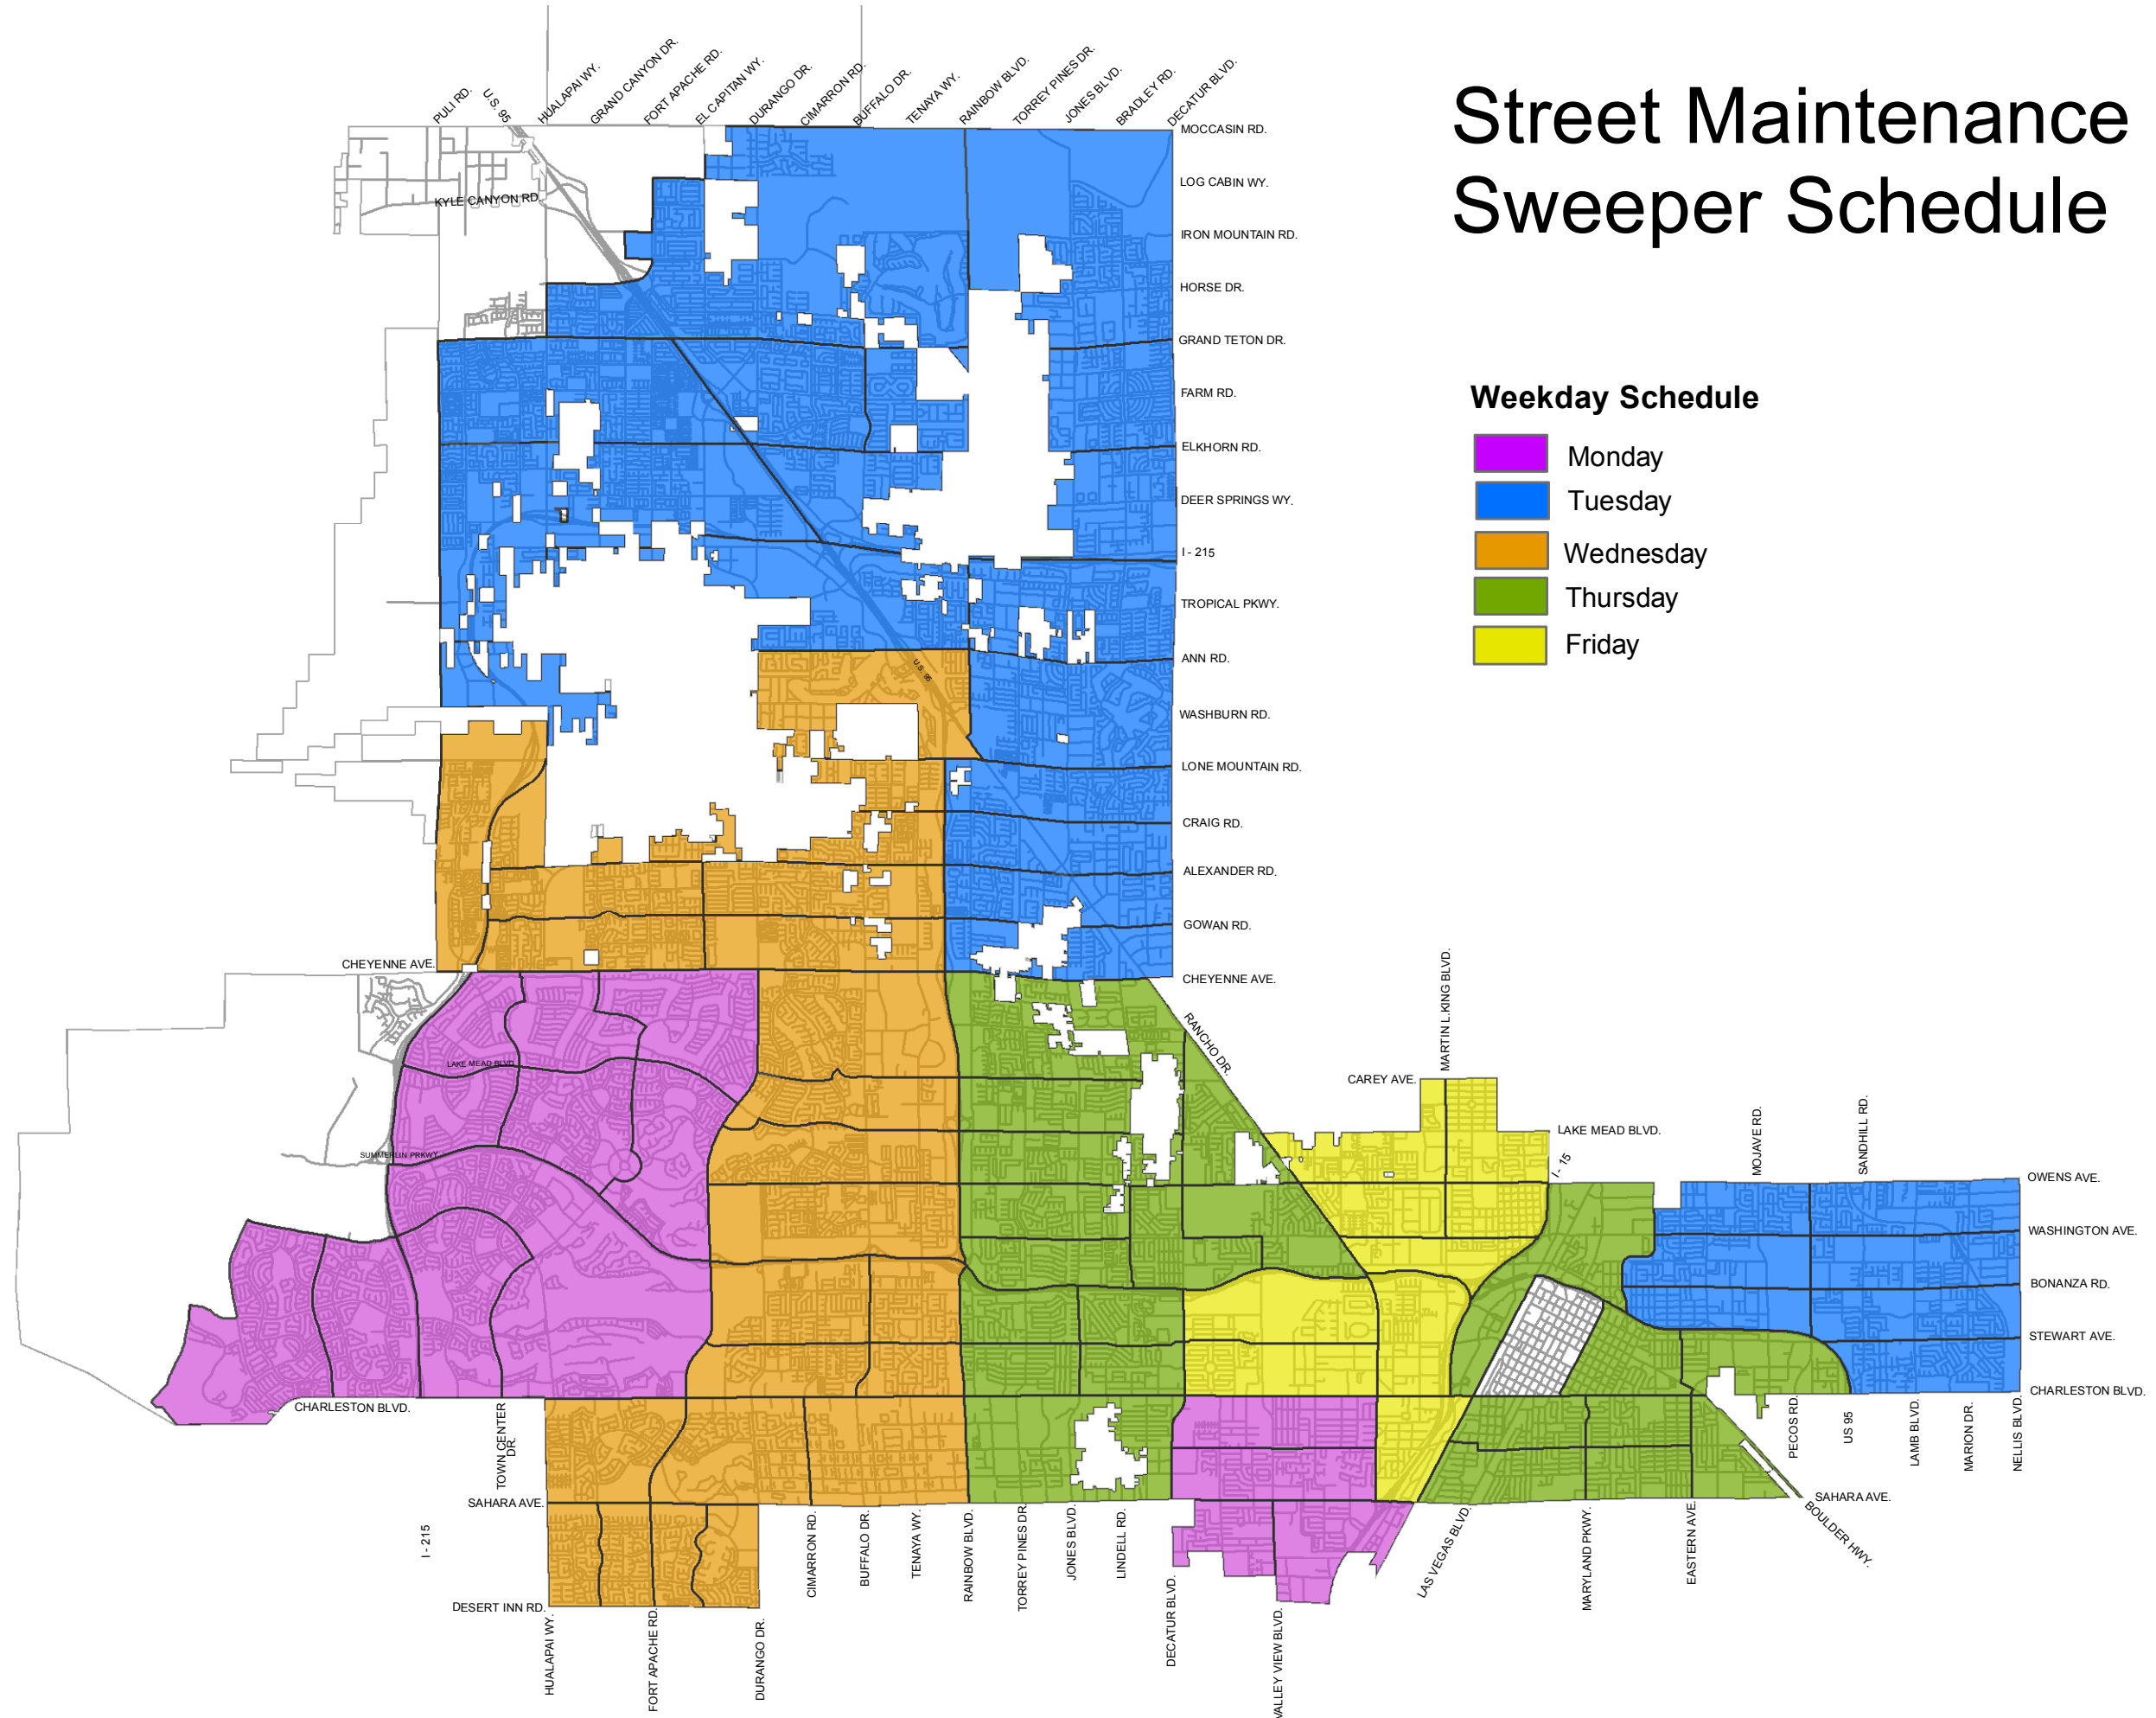 Street Maintenance
Sweeper Schedule
PULI RD.
U.S. 95
HUALAPAI WY.
GRAND CANYON DR.
FORT APACHE RD.
EL CAPITAN WY.
DURANGO DR.
CIMARRON RD.
BUFFALO DR.
TENAYA WY.
RAINBOW BLVD.
TORREY PINES DR.
JONES BLVD.
BRADLEY RD.
DECATUR BLVD.
MOCCASIN RD.
LOG CABIN WY.
KYLE CANYON RD.
IRON MOUNTAIN RD.
HORSE DR.
GRAND TETON DR.
Weekday Schedule
Monday
Tuesday
Wednesday
Thursday
Friday
FARM RD.
ELKHORN RD.
DEER SPRINGS WY.
I - 215
TROPICAL PKWY.
ANN RD.
U.S. 95
WASHBURN RD.
LONE MOUNTAIN RD.
CRAIG RD.
ALEXANDER RD.
GOWAN RD.
CHEYENNE AVE.
CHEYENNE AVE.
MARTIN L.KING BLVD.
RANCHO DR.
LAKE MEAD BLVD.
CAREY AVE.
LAKE MEAD BLVD.
I - 15
MOJAVE RD.
SANDHILL RD.
SUMMERLIN PRKWY.
OWENS AVE.
WASHINGTON AVE.
BONANZA RD.
STEWART AVE.
CHARLESTON BLVD.
CHARLESTON BLVD.
TOWN CENTER
DR.
PECOS RD.
US 95
LAMB BLVD.
MARION DR.
NELLIS BLVD.
SAHARA AVE.
SAHARA AVE.
BOULDER HWY.
I - 215
CIMARRON RD.
BUFFALO DR.
TENAYA WY.
RAINBOW BLVD.
TORREY PINES DR.
JONES BLVD.
LINDELL RD.
DECATUR BLVD.
VALLEY VIEW BLVD.
LAS VEGAS BLVD.
MARYLAND PKWY.
EASTERN AVE.
DESERT INN RD.
HUALAPAI WY.
FORT APACHE RD.
DURANGO DR.